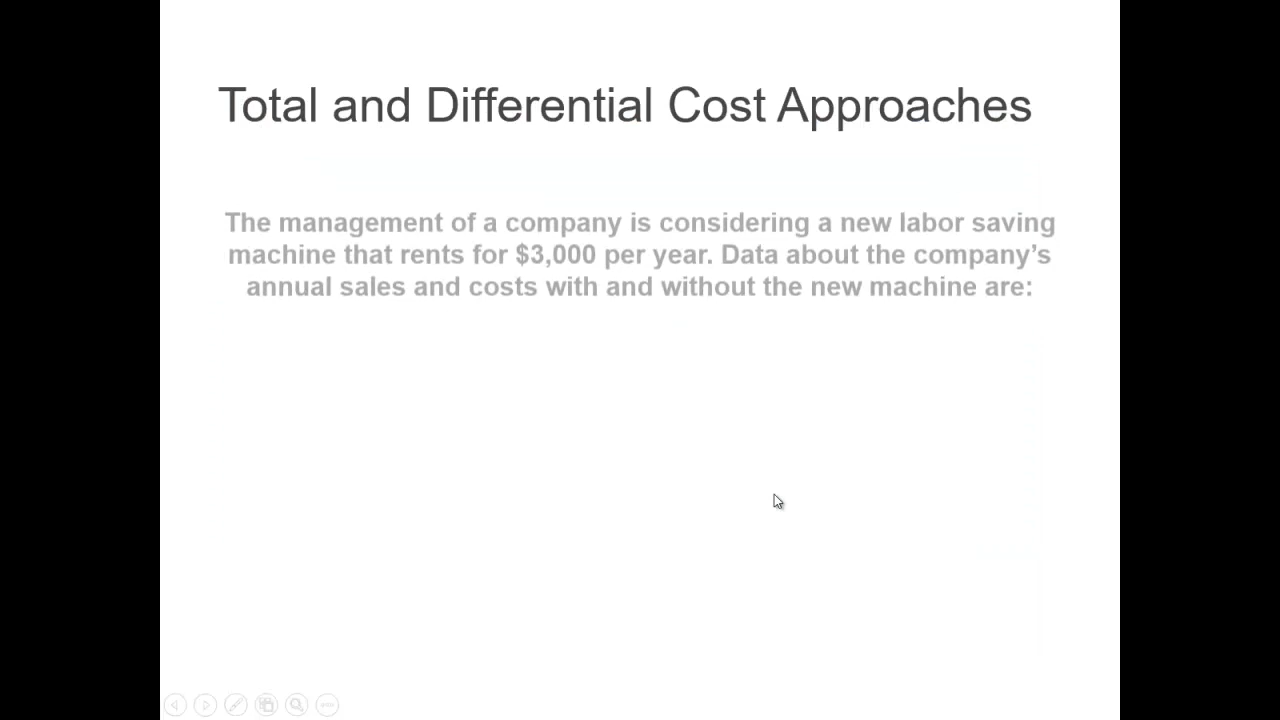 Total and Differential Cost Approaches
The management of a company is considering a new labor saving
machine that rents for $3,000 per year. Data about the company’s
annual sales and costs with and without the new machine are: